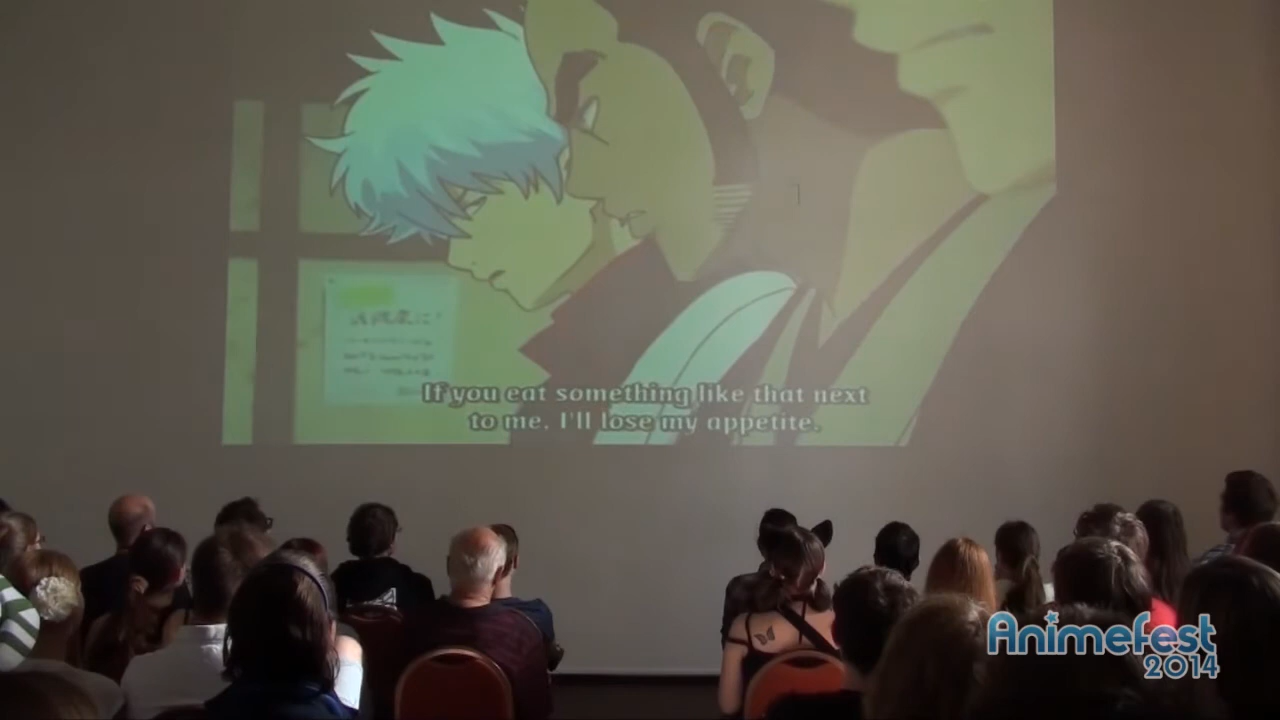 If you eat something like that next
to me, I'll lose my appetite.
Animefest
2014